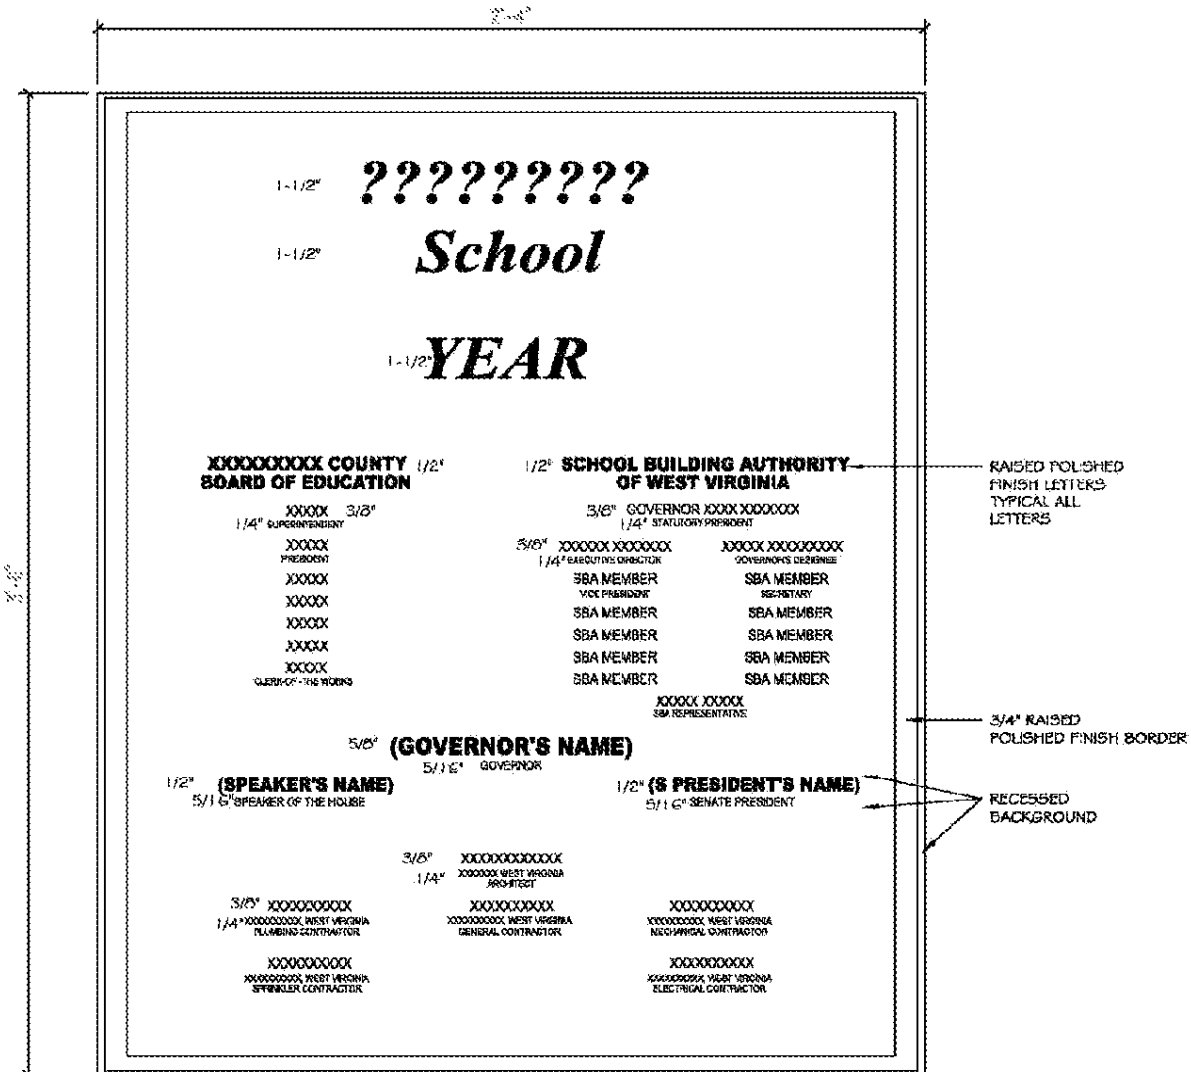 2'-4"
1-1/2" ?????????
1-1/2" School
1-1/2" YEAR
XXXXXXXXX COUNTY 1/2"
BOARD OF EDUCATION
XXXXX 3/8"
1/4" SUPERINTENDENT
XXXXX
PRESIDENT
XXXXX
XXXXX
XXXXX
XXXXX
XXXXX
CLERK-OF-THE WORKS
1/2" SCHOOL BUILDING AUTHORITY
OF WEST VIRGINIA
3/8" GOVERNOR XXXX XXXXXXX
1/4" STATUTORY PRESIDENT
3/8" XXXXXX XXXXXXX XXXXX XXXXXXXXX
1/4" EXECUTIVE DIRECTOR GOVERNOR'S DESIGNEE
SBA MEMBER SBA MEMBER
VICE PRESIDENT SECRETARY
SBA MEMBER SBA MEMBER
SBA MEMBER SBA MEMBER
SBA MEMBER SBA MEMBER
SBA MEMBER SBA MEMBER
XXXXX XXXXX
SBA REPRESENTATIVE
5/8" (GOVERNOR'S NAME)
5/16" GOVERNOR
1/2" (SPEAKER'S NAME) 1/2" (S PRESIDENT'S NAME)
5/16" SPEAKER OF THE HOUSE 5/16" SENATE PRESIDENT
3/8" XXXXXXXXXXXX
1/4" XXXXXXX WEST VIRGINIA
ARCHITECT
3/8" XXXXXXXXXX XXXXXXXXXX XXXXXXXXXX
1/4" XXXXXXXXXX, WEST VIRGINIA XXXXXXXXXX, WEST VIRGINIA XXXXXXXXXX, WEST VIRGINIA
PLUMBING CONTRACTOR GENERAL CONTRACTOR MECHANICAL CONTRACTOR
XXXXXXXXXX XXXXXXXXXX
XXXXXXXXXX, WEST VIRGINIA XXXXXXXXXX, WEST VIRGINIA
SPRINKLER CONTRACTOR ELECTRICAL CONTRACTOR
RAISED POLISHED
FINISH LETTERS
TYPICAL ALL
LETTERS
3/4" RAISED
POLISHED FINISH BORDER
RECESSED
BACKGROUND